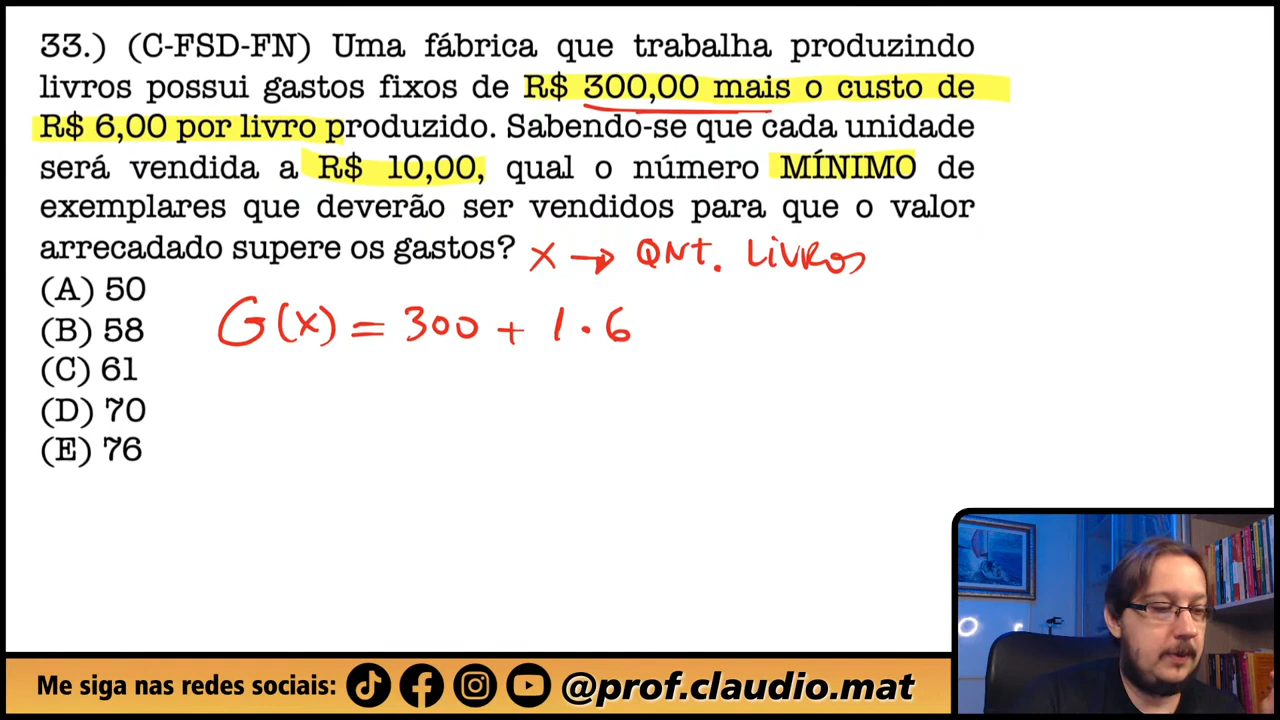 33.) (C-FSD-FN) Uma fábrica que trabalha produzindo
livros possui gastos fixos de R$ 300,00 mais o custo de
R$ 6,00 por livro produzido. Sabendo-se que cada unidade
será vendida a R$ 10,00, qual o número MÍNIMO de
exemplares que deverão ser vendidos para que o valor
arrecadado supere os gastos?
X → QNT. LIVROS
(A) 50
G(X) = 300 + 1.6
(B) 58
(C) 61
(D) 70
(E) 76
Me siga nas redes sociais: @prof.claudio.mat